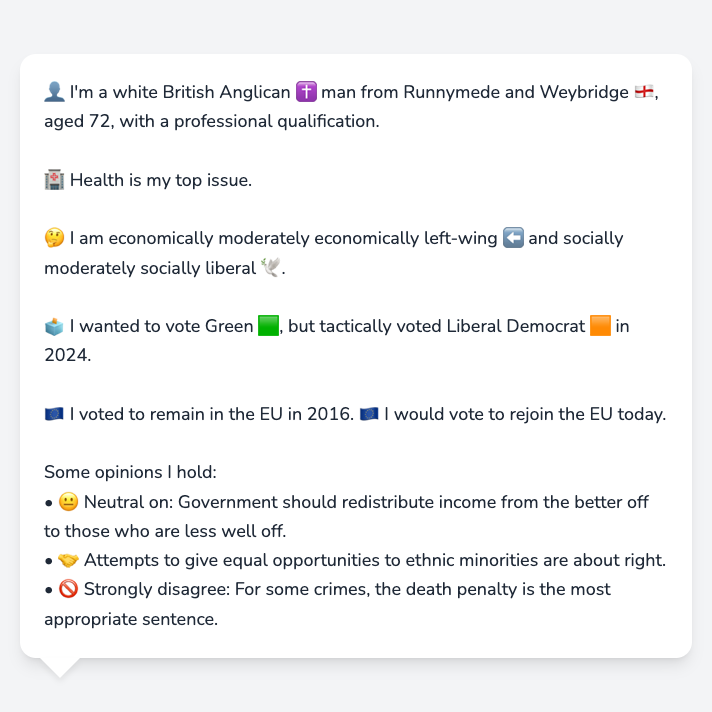 👤 I'm a white British Anglican ✝️ man from Runnymede and Weybridge 🏴󠁧󠁢󠁥󠁮󠁧󠁿,
aged 72, with a professional qualification.
🏥 Health is my top issue.
🤔 I am economically moderately economically left-wing ⬅️ and socially
moderately socially liberal 🕊️.
🗳️ I wanted to vote Green 🟩, but tactically voted Liberal Democrat 🟧 in
2024.
🇪🇺 I voted to remain in the EU in 2016. 🇪🇺 I would vote to rejoin the EU today.
Some opinions I hold:
• 😐 Neutral on: Government should redistribute income from the better off
to those who are less well off.
• 🤝 Attempts to give equal opportunities to ethnic minorities are about right.
• 🚫 Strongly disagree: For some crimes, the death penalty is the most
appropriate sentence.